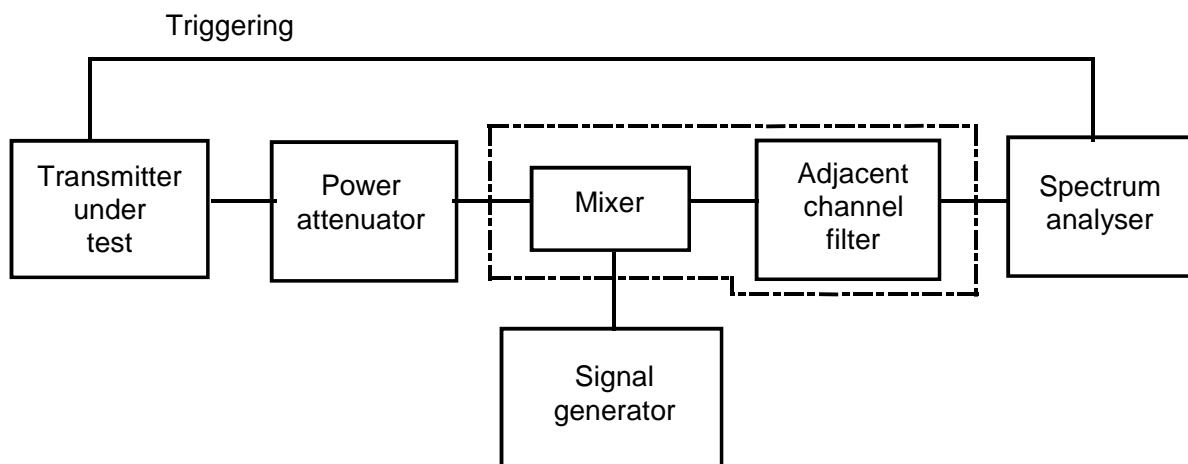 Triggering
Transmitter
under
test
Power
attenuator
Mixer
Adjacent
channel
filter
Spectrum
analyser
Signal
generator